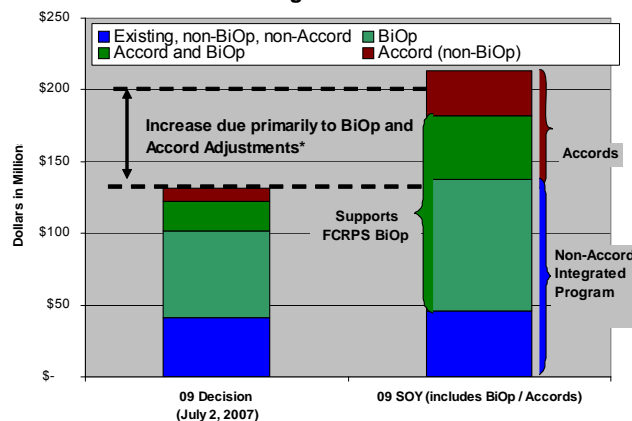 $250
Existing, non-BiOp, non-Accord
BiOp
Accord and BiOp
Accord (non-BiOp)
$200
Increase due primarily to BiOp and
Accord Adjustments*
$150
Accords
Dollars in Million
$100
Supports
FCRPS BiOp
Non-Accord
Integrated
Program
$50
$-
09 Decision
(July 2, 2007)
09 SOY (includes BiOp / Accords)